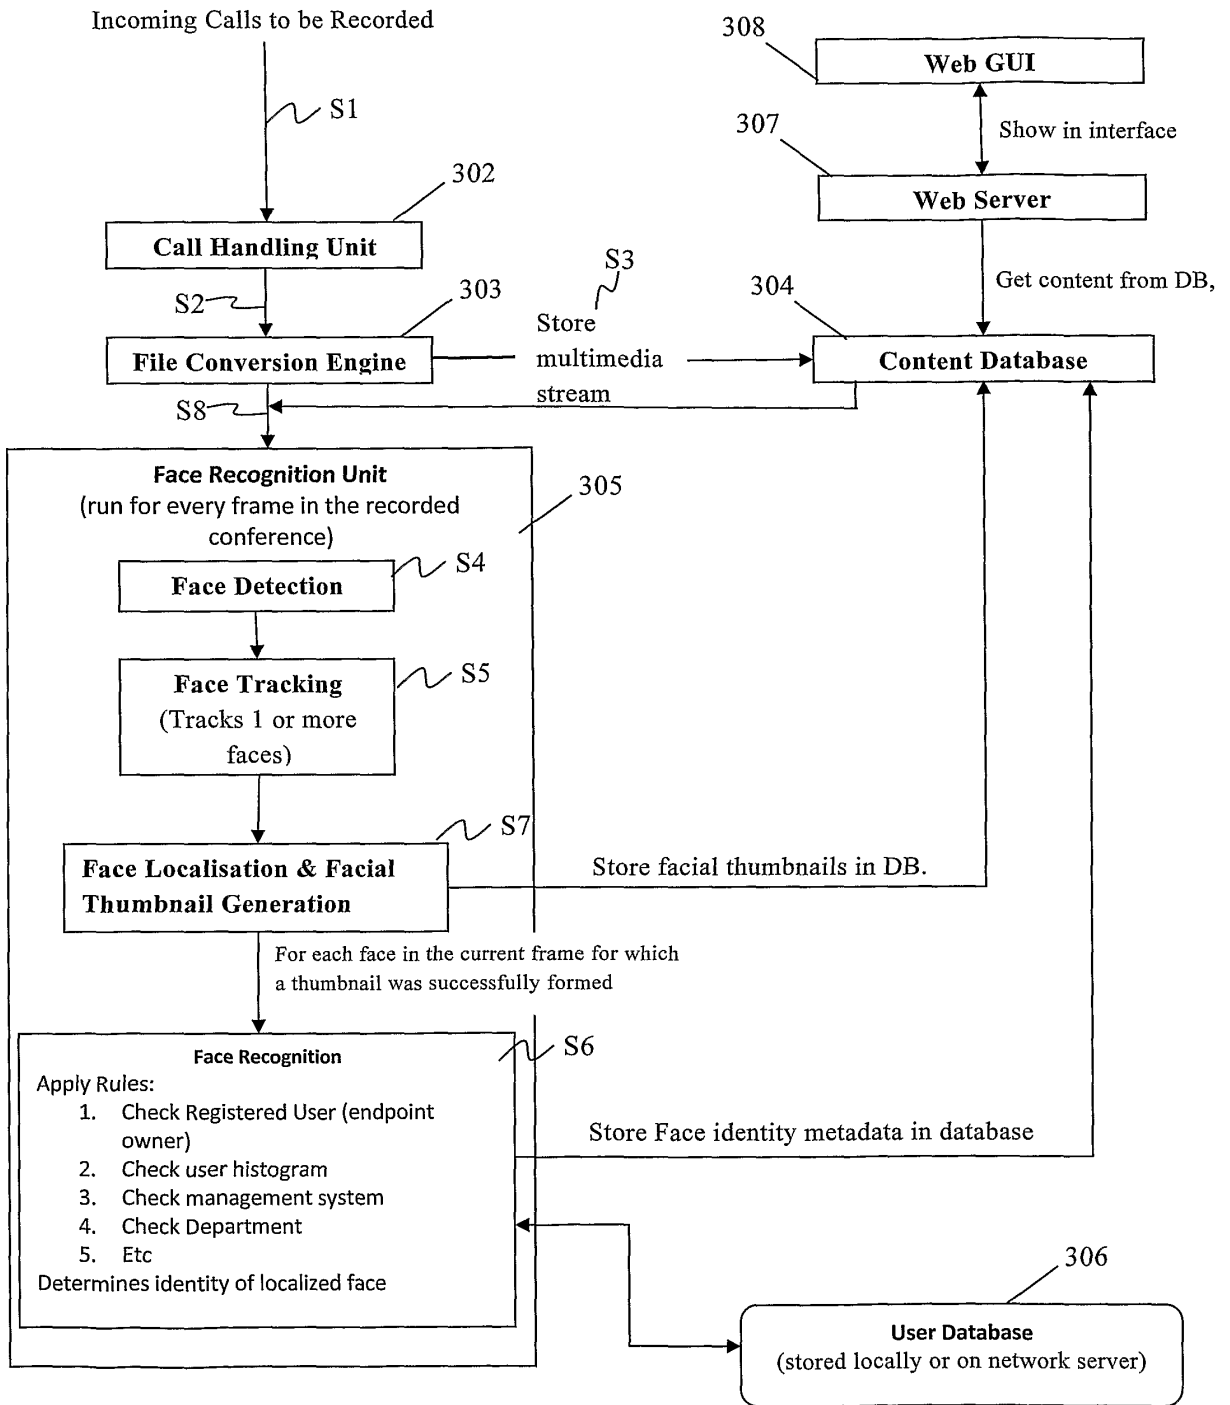 Incoming Calls to be Recorded
308
Web GUI
S1
307
Show in interface
302
Web Server
Call Handling Unit
S3
S2
303
304
Get content from DB,
Store
multimedia
stream
File Conversion Engine
Content Database
S8
Face Recognition Unit
(run for every frame in the recorded
conference)
305
S4
Face Detection
S5
Face Tracking
(Tracks 1 or more
faces)
S7
Face Localisation & Facial
Thumbnail Generation
Store facial thumbnails in DB.
For each face in the current frame for which
a thumbnail was successfully formed
S6
Face Recognition
Apply Rules:
1. Check Registered User (endpoint
owner)
2. Check user histogram
3. Check management system
4. Check Department
5. Etc
Determines identity of localized face
Store Face identity metadata in database
306
User Database
(stored locally or on network server)